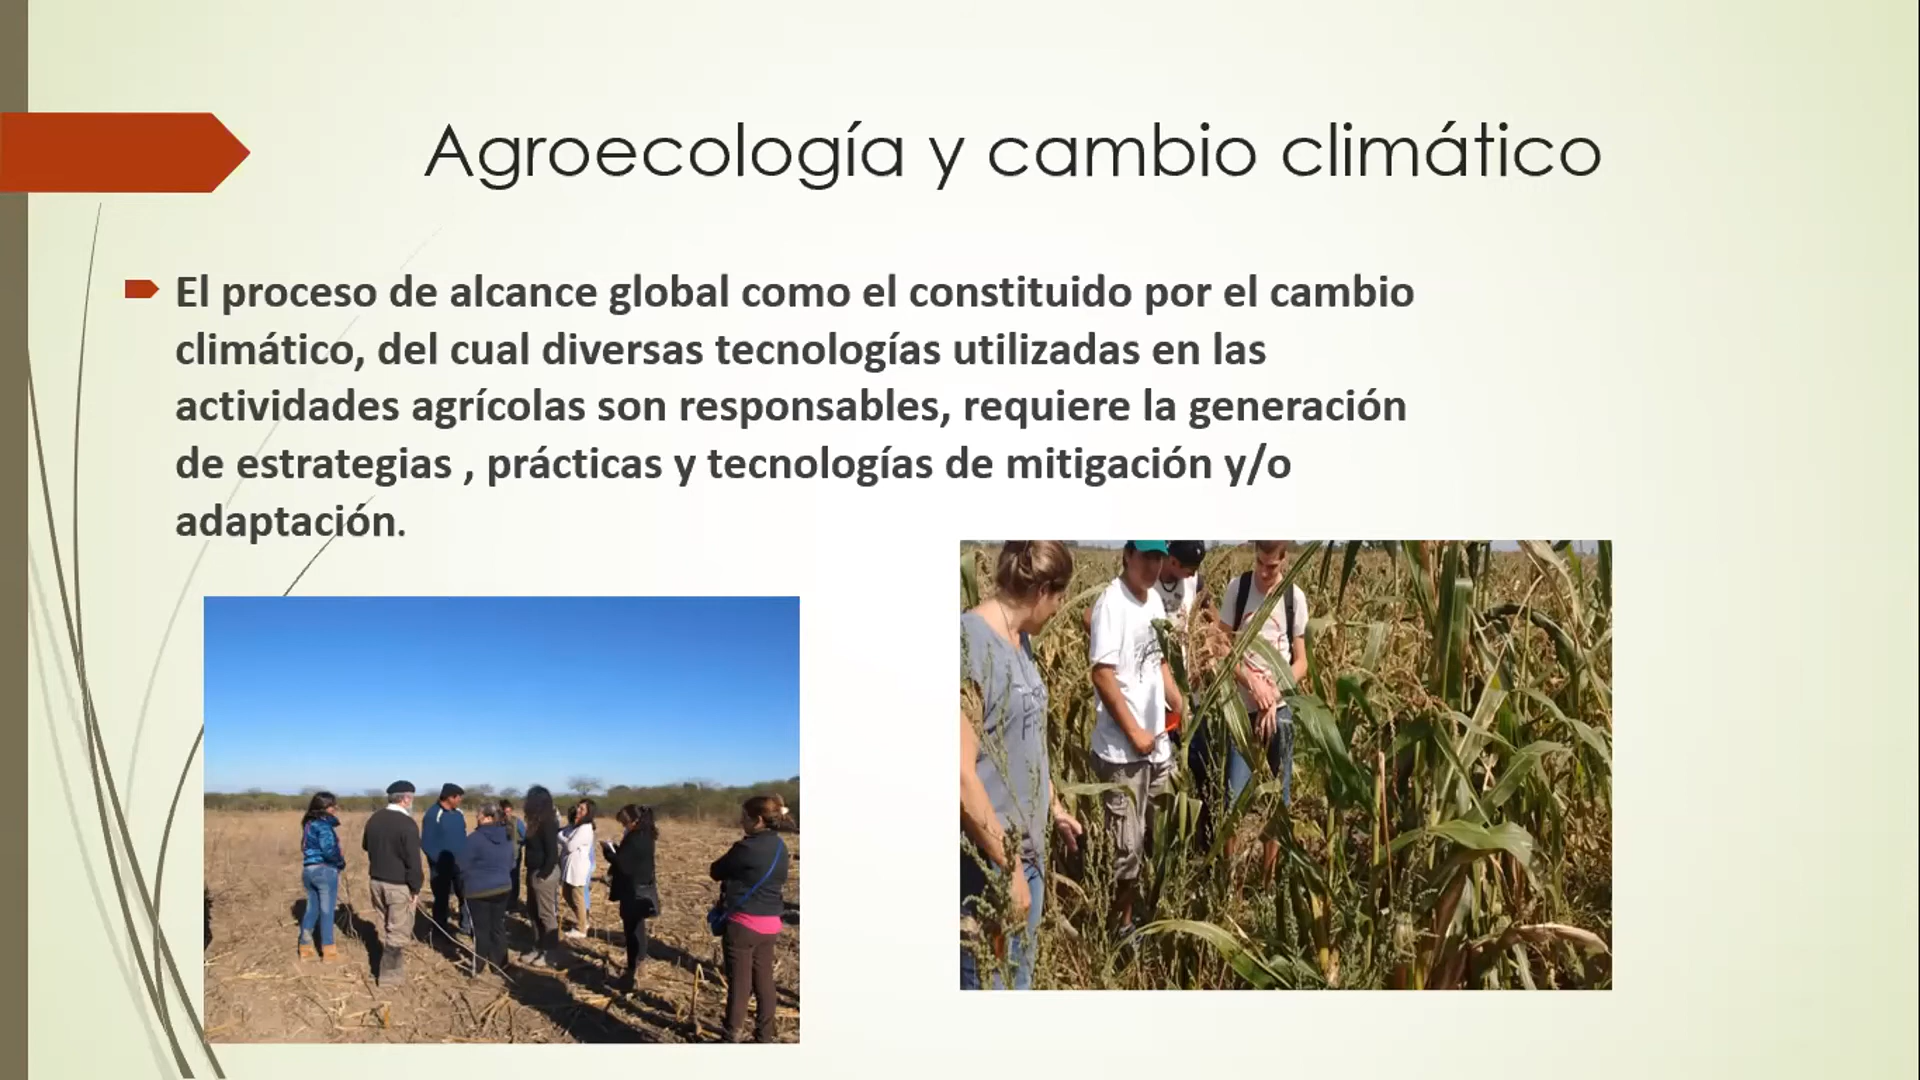 Agroecología y cambio climático
El proceso de alcance global como el constituido por el cambio
climático, del cual diversas tecnologías utilizadas en las
actividades agrícolas son responsables, requiere la generación
de estrategias , prácticas y tecnologías de mitigación y/o
adaptación.